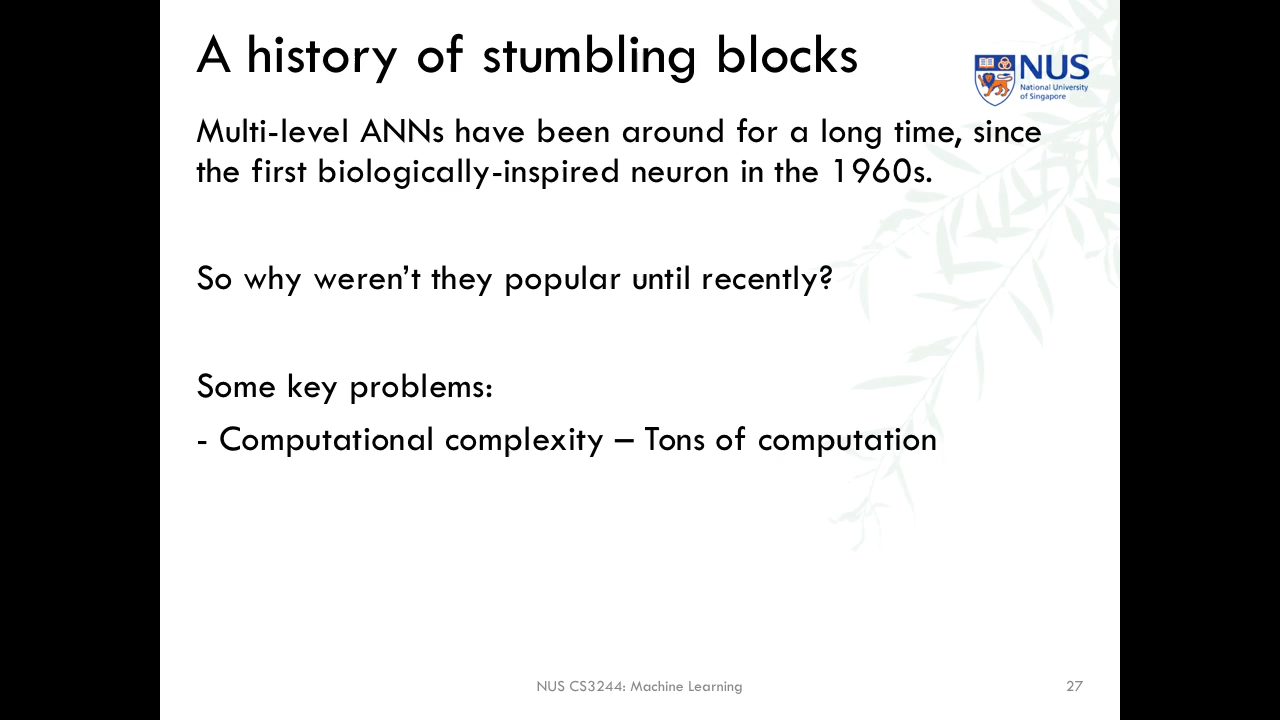 A history of stumbling blocks
NUS
National University
of Singapore
Multi-level ANNs have been around for a long time, since
the first biologically-inspired neuron in the 1960s.
So why weren’t they popular until recently?
Some key problems:
- Computational complexity – Tons of computation
NUS CS3244: Machine Learning
27